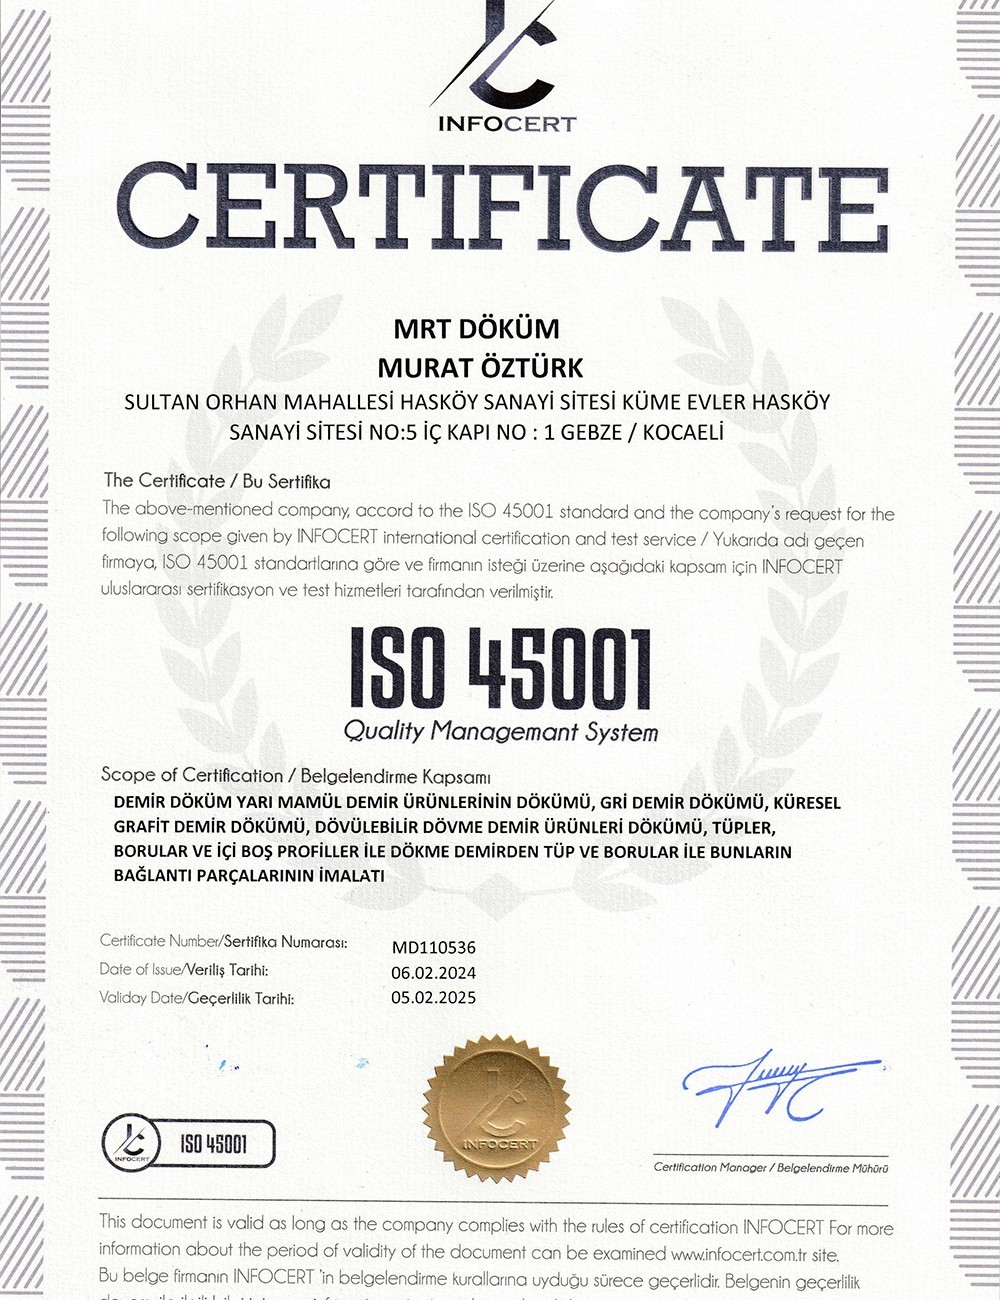 INFOCERT
CERTIFICATE
MRT DÖKÜM
MURAT ÖZTÜRK
SULTAN ORHAN MAHALLESİ HASKÖY SANAYİ SİTESİ KÜME EVLER HASKÖY
SANAYİ SİTESİ NO:5 İÇ KAPI NO : 1 GEBZE / KOCAELİ
The Certificate / Bu Sertifika
The above-mentioned company, accord to the ISO 45001 standard and the company's request for the
following scope given by INFOCERT international certification and test service / Yukarıda adı geçen
firmaya, ISO 45001 standartlarına göre ve firmanın isteği üzerine aşağıdaki kapsam için INFOCERT
uluslararası sertifikasyon ve test hizmetleri tarafından verilmiştir.
ISO 45001
Quality Managemant System
Scope of Certification / Belgelendirme Kapsamı
DEMİR DÖKÜM YARI MAMÜL DEMİR ÜRÜNLERİNİN DÖKÜMÜ, GRİ DEMİR DÖKÜMÜ, KÜRESEL
GRAFİT DEMİR DÖKÜMÜ, DÖVÜLEBİLİR DÖVME DEMİR ÜRÜNLERİ DÖKÜMÜ, TÜPLER,
BORULAR VE İÇİ BOŞ PROFİLLER İLE DÖKME DEMİRDEN TÜP VE BORULAR İLE BUNLARIN
BAĞLANTI PARÇALARININ İMALATI
Certificate Number/Sertifika Numarası: MD110536
Date of Issue/Veriliş Tarihi: 06.02.2024
Validay Date/Geçerlilik Tarihi: 05.02.2025
INFOCERT
INFOCERT ISO 45001
Certification Manager / Belgelendirme Mühürü
This document is valid as long as the company complies with the rules of certification INFOCERT For more
information about the period of validity of the document can be examined www.infocert.com.tr site.
Bu belge firmanın INFOCERT 'in belgelendirme kurallarına uyduğu sürece geçerlidir. Belgenin geçerlilik